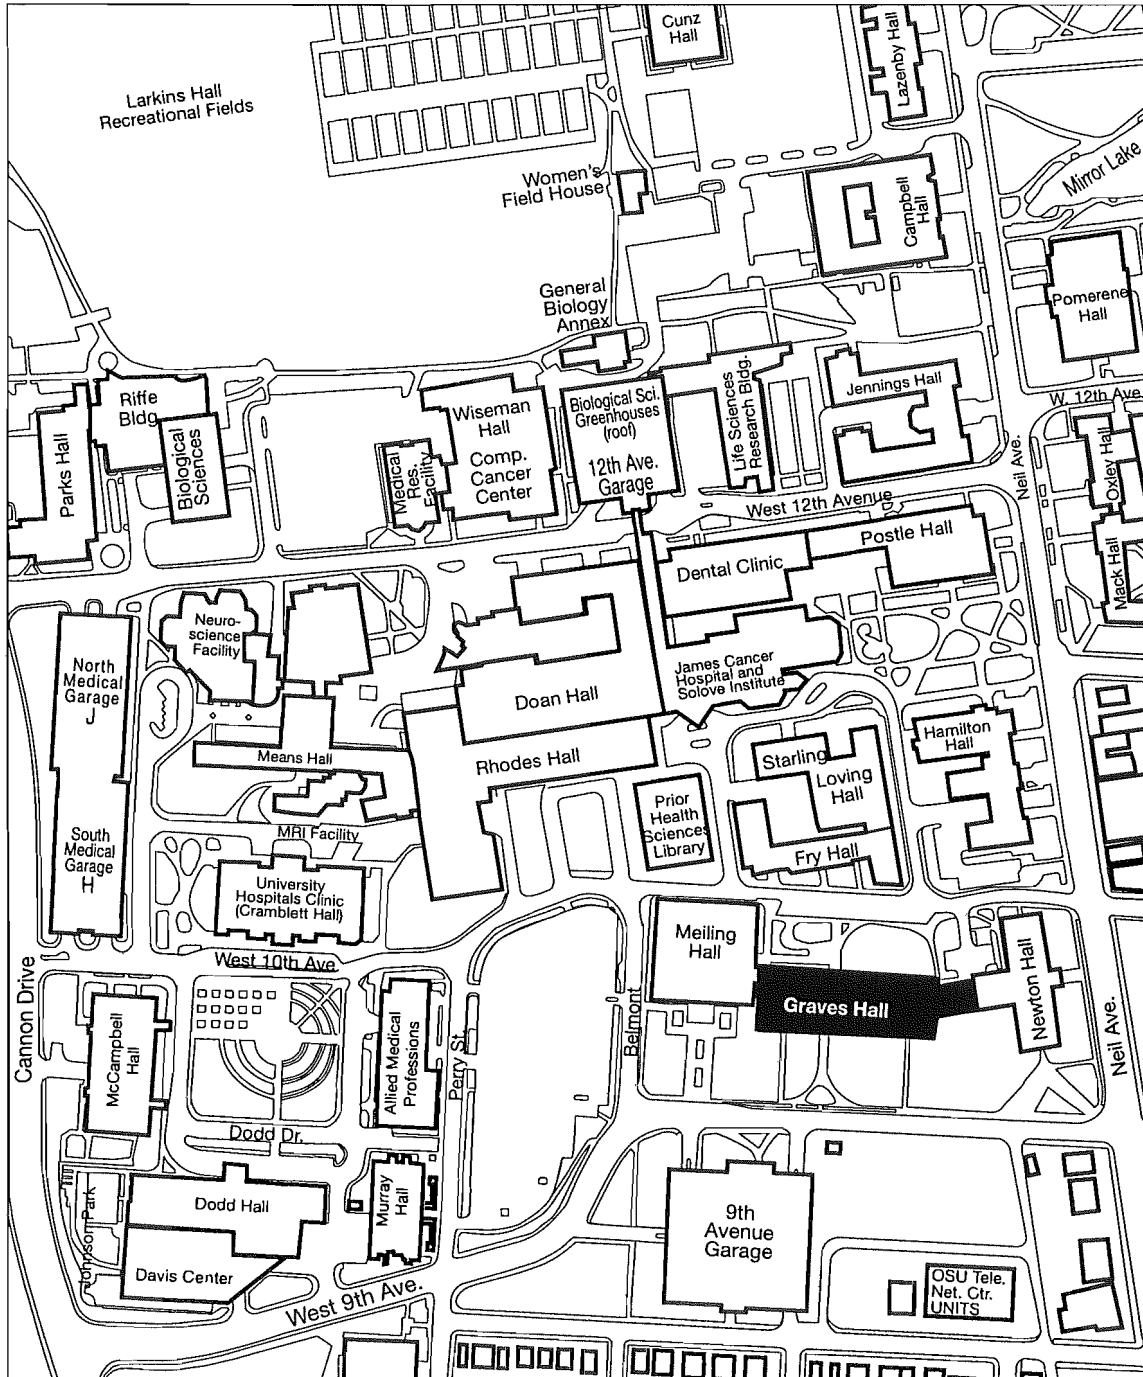 Cunz
Hall
Lazenby Hall
Larkins Hall
Recreational Fields
Mirror Lake
Women's
Field House
Campbell
Hall
General
Biology
Annex
Pomerene
Hall
Riffe
Bldg.
Parks Hall
Biological
Sciences
Wiseman
Hall
Comp.
Cancer
Center
Medical
Res.
Facility
Biological Sci.
Greenhouses
(roof)
12th Ave.
Garage
Life Sciences
Research Bldg.
Jennings Hall
W. 12th Ave.
Neil Ave.
Oxley Hall
Mack Hall
West 12th Avenue
Postle Hall
Dental Clinic
Neuro-
science
Facility
North
Medical
Garage
J
James Cancer
Hospital and
Solove Institute
Doan Hall
Means Hall
Rhodes Hall
Starling
Loving
Hall
Hamilton
Hall
MRI Facility
Prior
Health
Sciences
Library
South
Medical
Garage
H
Fry Hall
University
Hospitals Clinic
(Cramblett Hall)
Meiling
Hall
West 10th Ave
Graves Hall
Newton Hall
Cannon Drive
McCampbell
Hall
Allied Medical
Professions
Perry St.
Belmont
Neil Ave.
Dodd Dr.
Johnson Park
Dodd Hall
Murray
Hall
9th
Avenue
Garage
Davis Center
West 9th Ave.
OSU Tele.
Net. Ctr.
UNITS